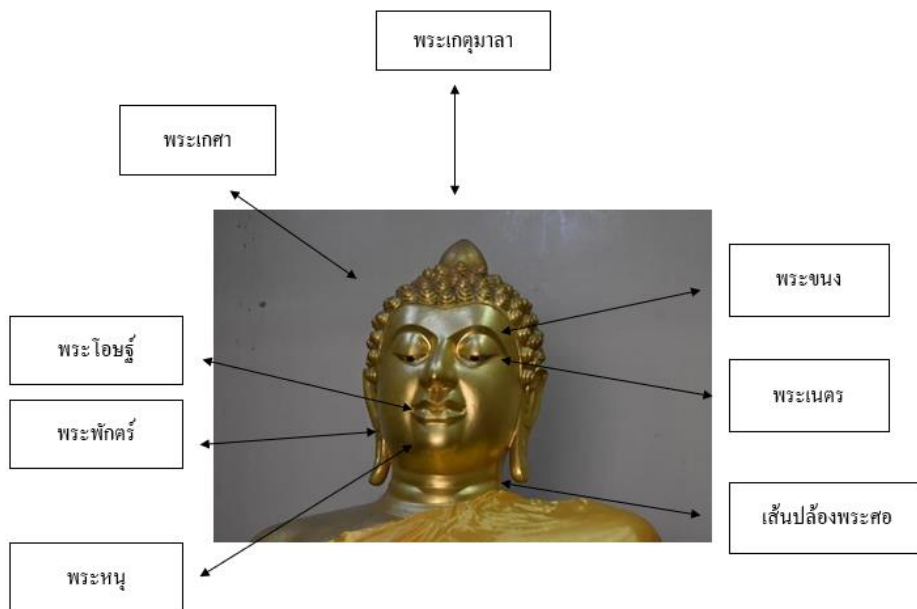 พระเกตุมาลา
พระเกศา
พระขนง
พระโอษฐ์
พระเนตร
พระพักตร์
เส้นปล้องพระศอ
พระหนุ